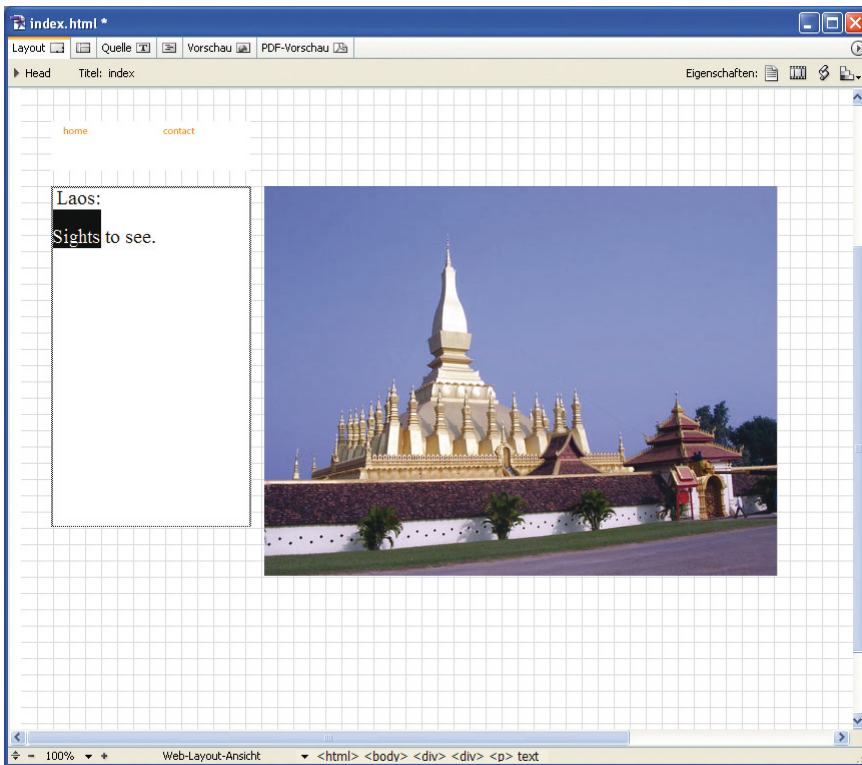 index.html *
Layout Quelle T Vorschau PDF-Vorschau
Head Titel: index Eigenschaften:
home contact
Laos:
Sights to see.
100% Web-Layout-Ansicht <html> <body> <div> <div> <p> text